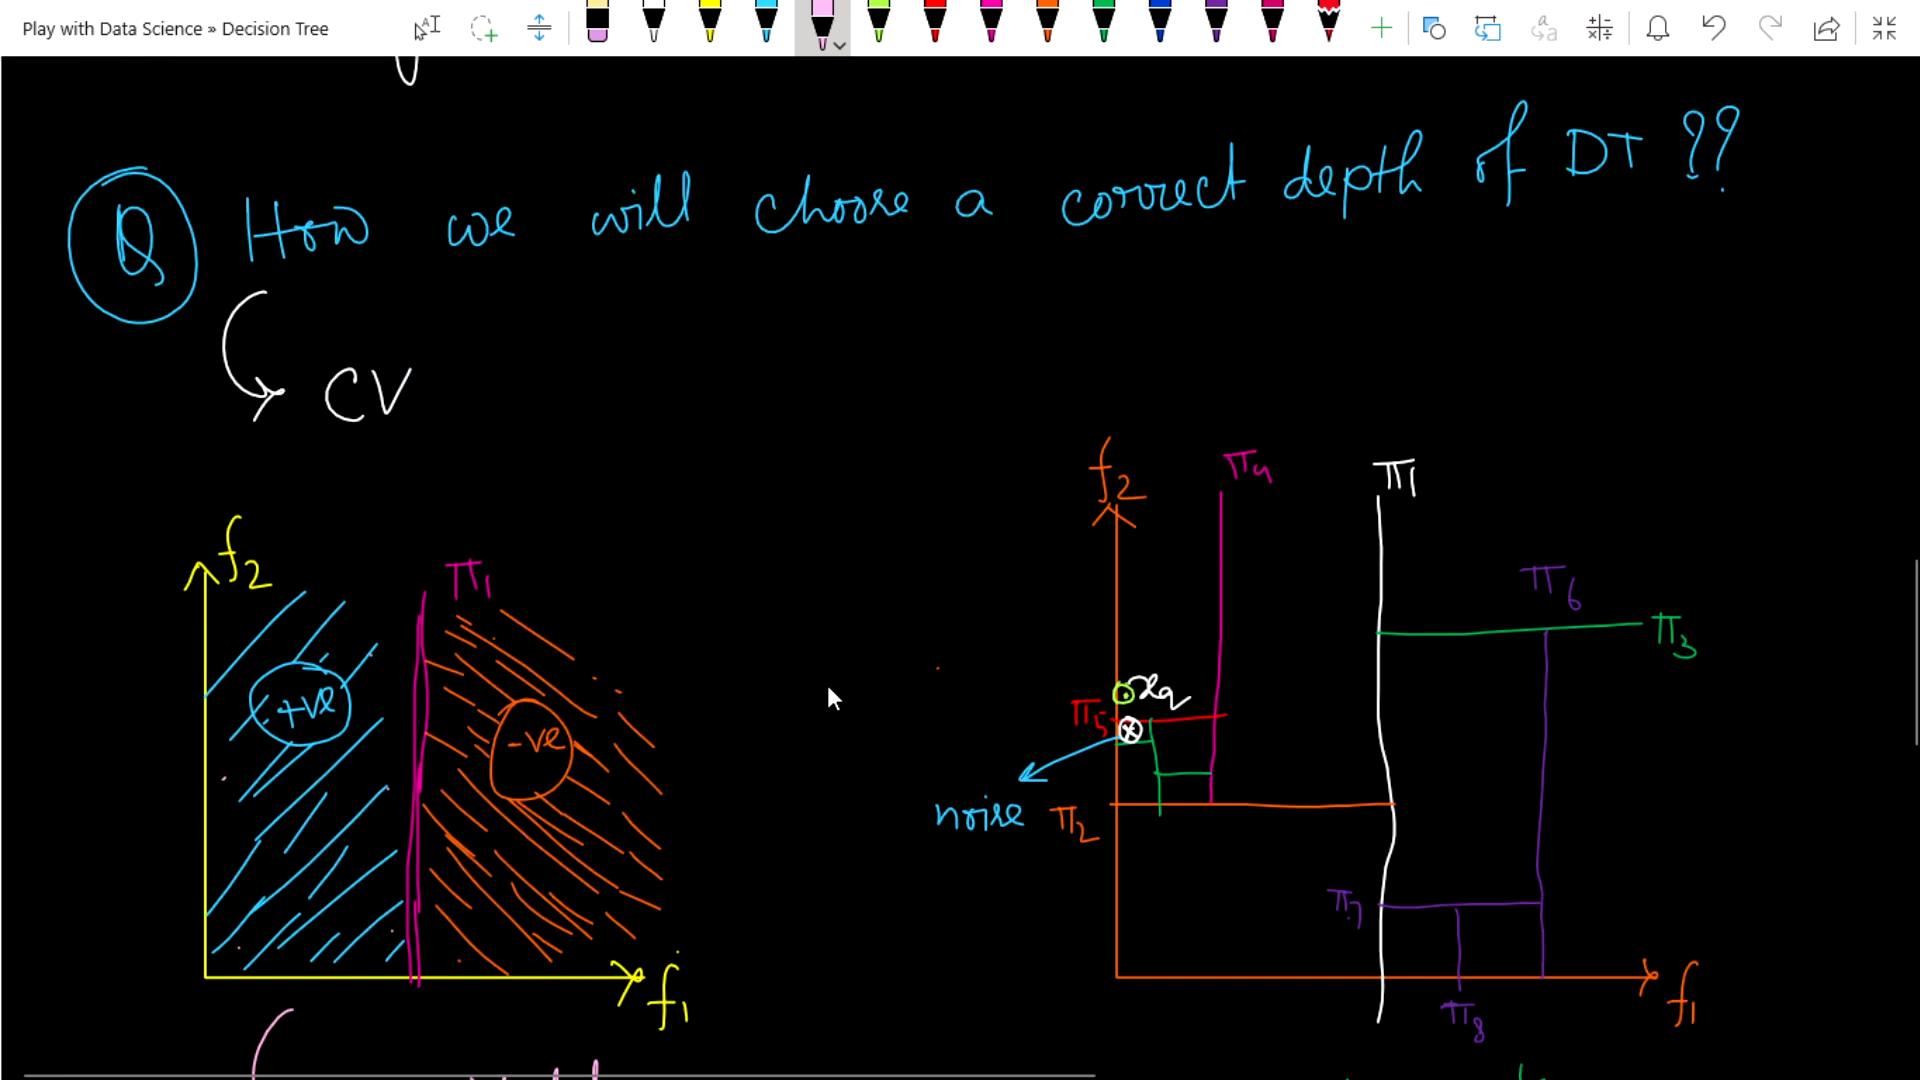 Play with Data Science » Decision Tree
Q How we will choose a correct depth of DT ??
CV
f2
π1
+ve
-ve
f1
f2
π4
π1
π6
π3
xq
π5
noise
π2
π7
π8
f1